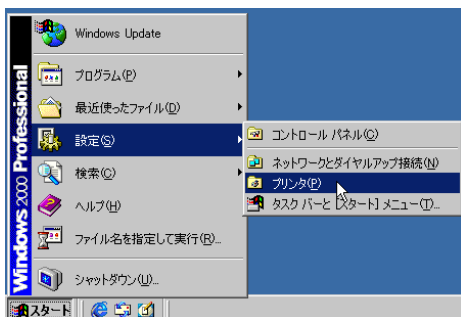 Windows 2000 Professional
Windows Update
プログラム(P)
最近使ったファイル(D)
設定(S)
検索(C)
ヘルプ(H)
ファイル名を指定して実行(R)...
シャットダウン(U)...
コントロール パネル(C)
ネットワークとダイヤルアップ接続(N)
プリンタ(P)
タスク バーと [スタート] メニュー(T)...
スタート